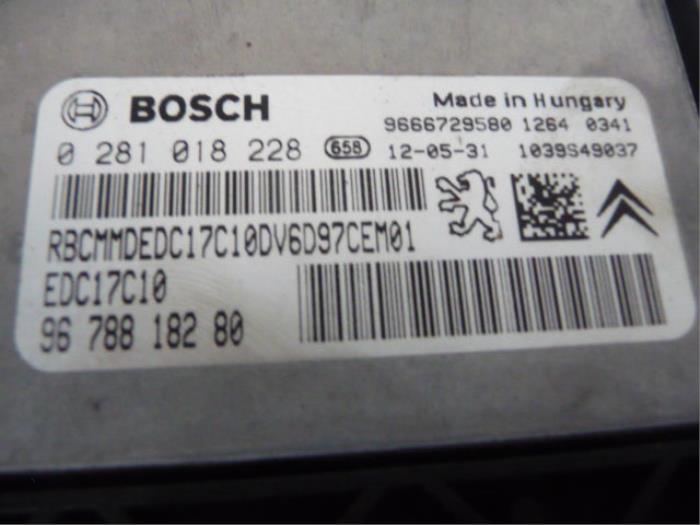 BOSCH
Made in Hungary
9666729580 1264 0341
0 281 018 228 658 12-05-31 1039S49037
RBCMMDEDC17C10DV6D97CEM01
EDC17C10
96 788 182 80